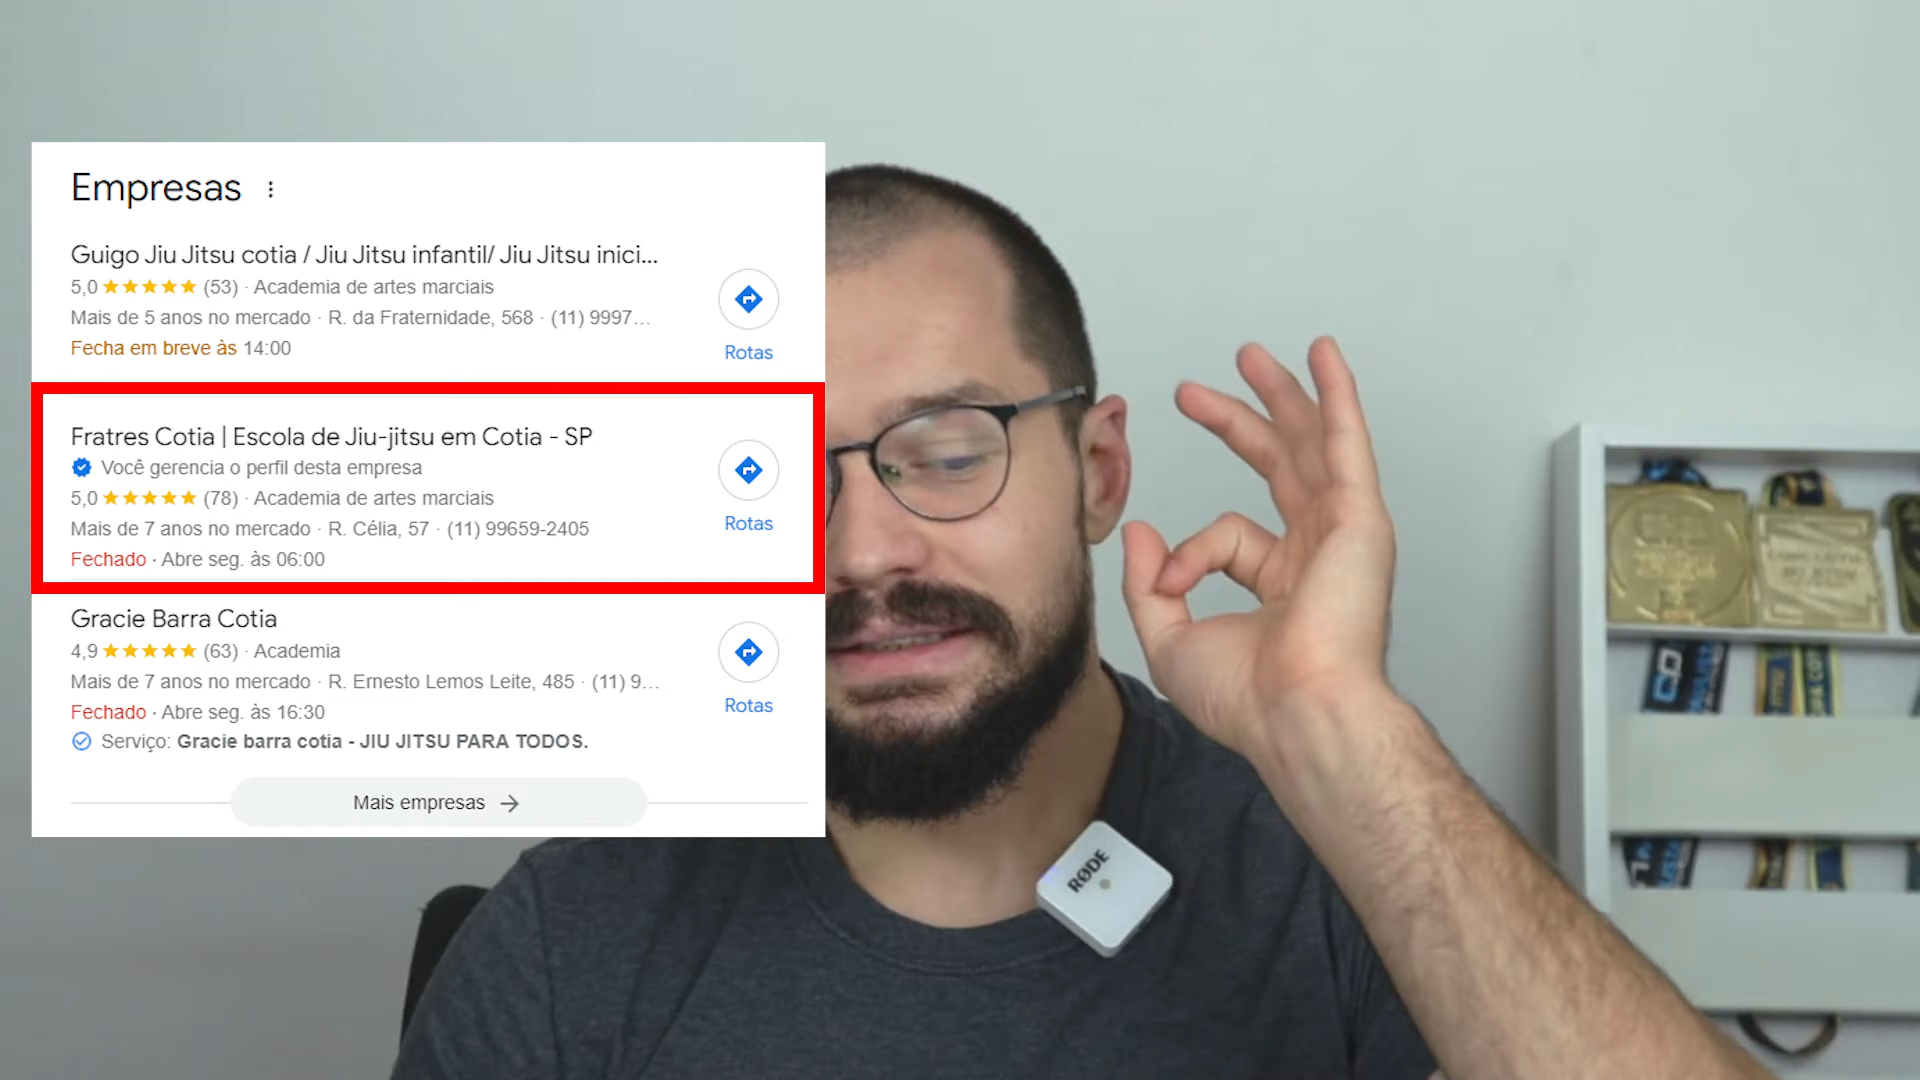 Empresas
Guigo Jiu Jitsu cotia / Jiu Jitsu infantil/ Jiu Jitsu inici...
5,0 ★★★★★ (53) · Academia de artes marciais
Mais de 5 anos no mercado · R. da Fraternidade, 568 · (11) 9997...
Fecha em breve às 14:00
Rotas
Fratres Cotia | Escola de Jiu-jitsu em Cotia - SP
Você gerencia o perfil desta empresa
5,0 ★★★★★ (78) · Academia de artes marciais
Mais de 7 anos no mercado · R. Célia, 57 · (11) 99659-2405
Fechado · Abre seg. às 06:00
Rotas
Gracie Barra Cotia
4,9 ★★★★★ (63) · Academia
Mais de 7 anos no mercado · R. Ernesto Lemos Leite, 485 · (11) 9...
Fechado · Abre seg. às 16:30
Serviço: Gracie barra cotia - JIU JITSU PARA TODOS.
Rotas
Mais empresas →
RØDE